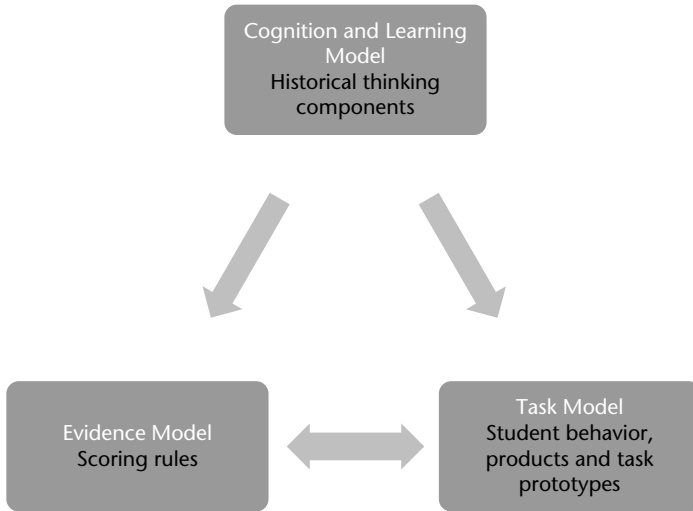 Cognition and Learning
Model
Historical thinking
components
Evidence Model
Scoring rules
Task Model
Student behavior,
products and task
prototypes